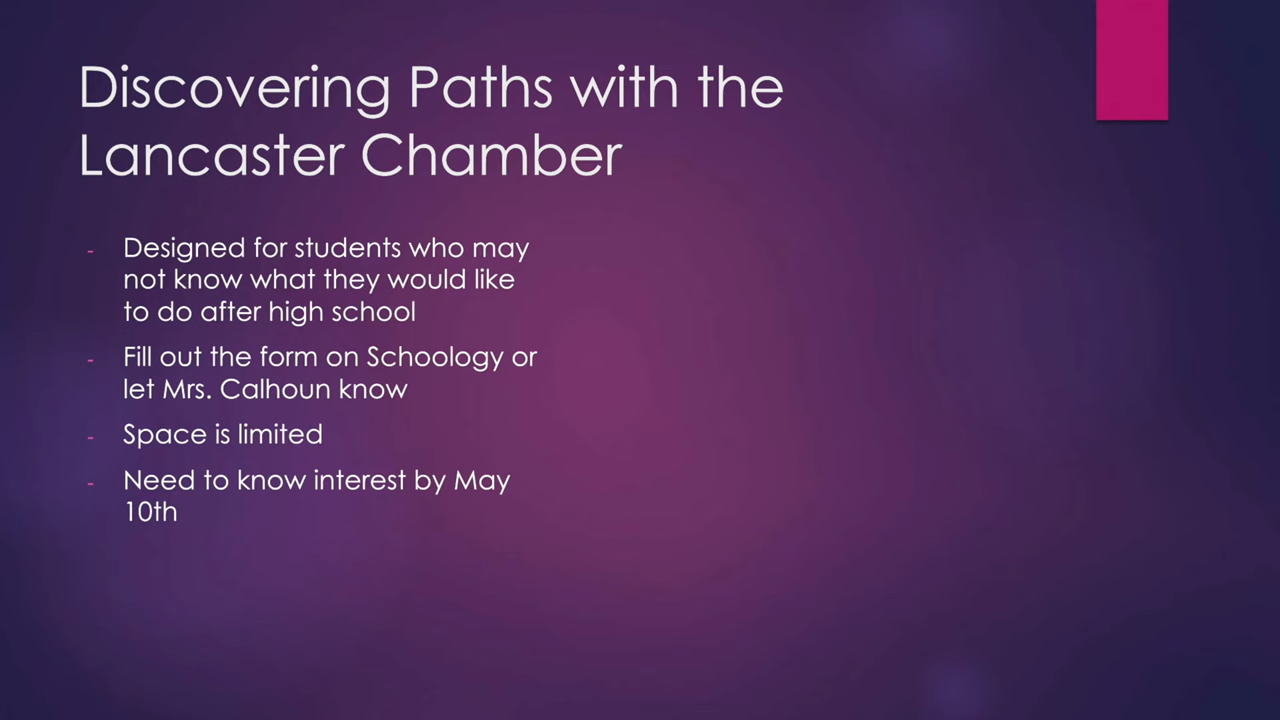 Discovering Paths with the
Lancaster Chamber
- Designed for students who may
not know what they would like
to do after high school
- Fill out the form on Schoology or
let Mrs. Calhoun know
- Space is limited
- Need to know interest by May
10th